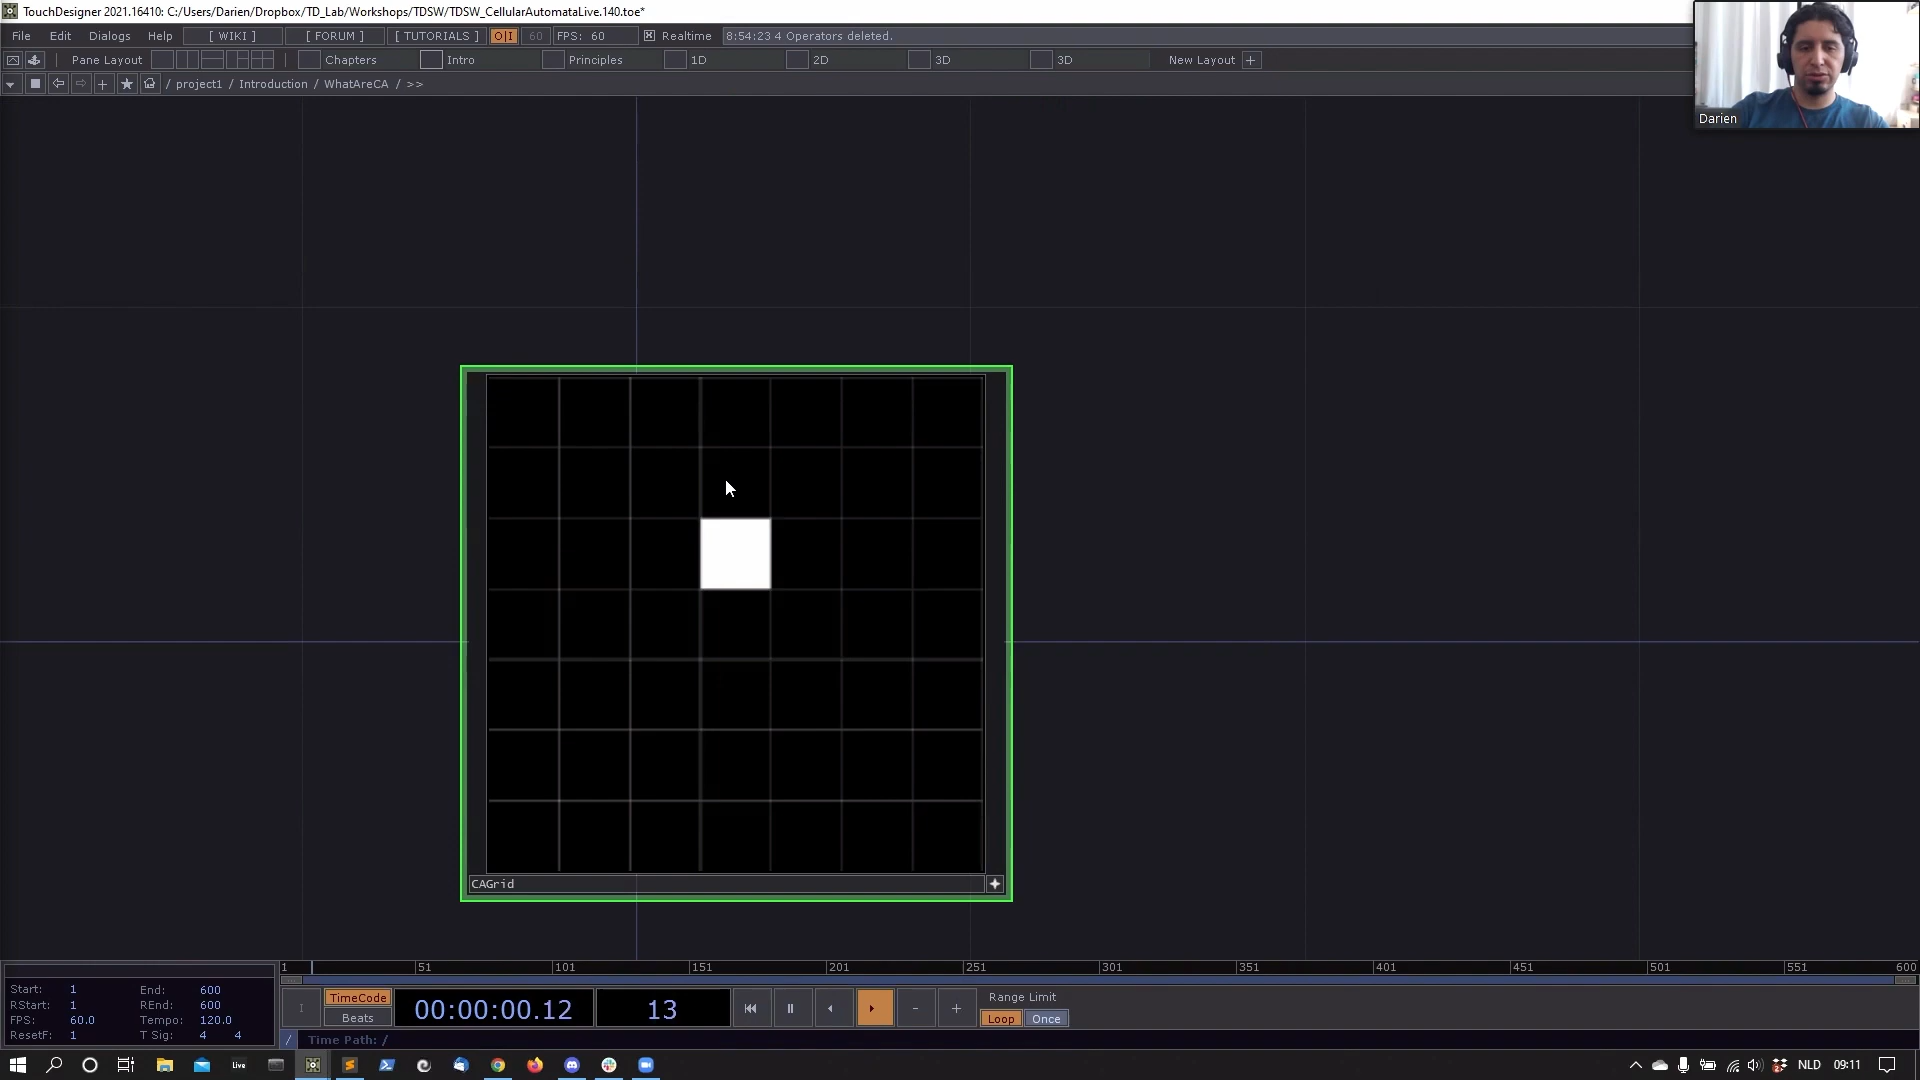 TouchDesigner 2021.16410: C:/Users/Darien/Dropbox/TD_Lab/Workshops/TDSW/TDSW_CellularAutomataLive.140.toe*
File Edit Dialogs Help [ WIKI ] [ FORUM ] [ TUTORIALS ] O|I 60 FPS: 60 Realtime 8:54:23 4 Operators deleted.
Pane Layout Chapters Intro Principles 1D 2D 3D 3D New Layout +
/ project1 / Introduction / WhatAreCA / >>
Darien
CAGrid
1 51 101 151 201 251 301 351 401 451 501 551 600
Start: 1 End: 600
RStart: 1 REnd: 600
FPS: 60.0 Tempo: 120.0
ResetF: 1 T Sig: 4 4
TimeCode
Beats
00:00:00.12
13
Range Limit
Loop Once
/ Time Path: /
Live
NLD 09:11